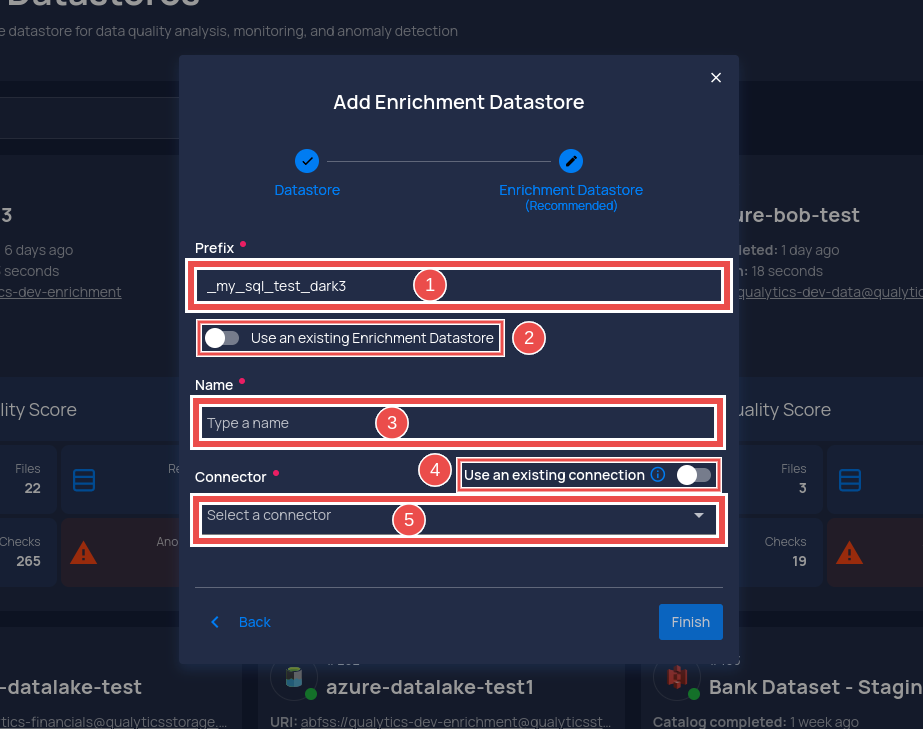 Datastores
e datastore for data quality analysis, monitoring, and anomaly detection
Add Enrichment Datastore
Datastore
Enrichment Datastore
(Recommended)
3
ure-bob-test
6 days ago
leted: 1 day ago
seconds
n: 18 seconds
cs-dev-enrichment
qualytics-dev-data@qualytic
Prefix
_my_sql_test_dark3
1
Use an existing Enrichment Datastore
2
Name
Type a name
3
lity Score
uality Score
Connector
4
Use an existing connection
Select a connector
5
Files
22
Re
Files
3
Checks
265
Ano
Checks
19
Back
Finish
-datalake-test
azure-datalake-test1
Bank Dataset - Stagin
tics-financials@qualyticsstorage....
URI: abfss://qualytics-dev-enrichment@qualyticsst...
Catalog completed: 1 week ago